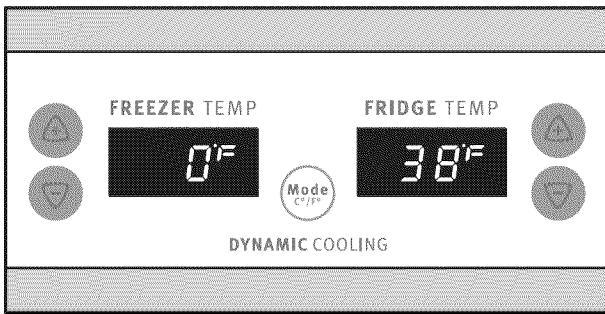 FREEZER TEMP
FRIDGE TEMP
0°F
38°F
Mode
C°/F°
DYNAMIC COOLING